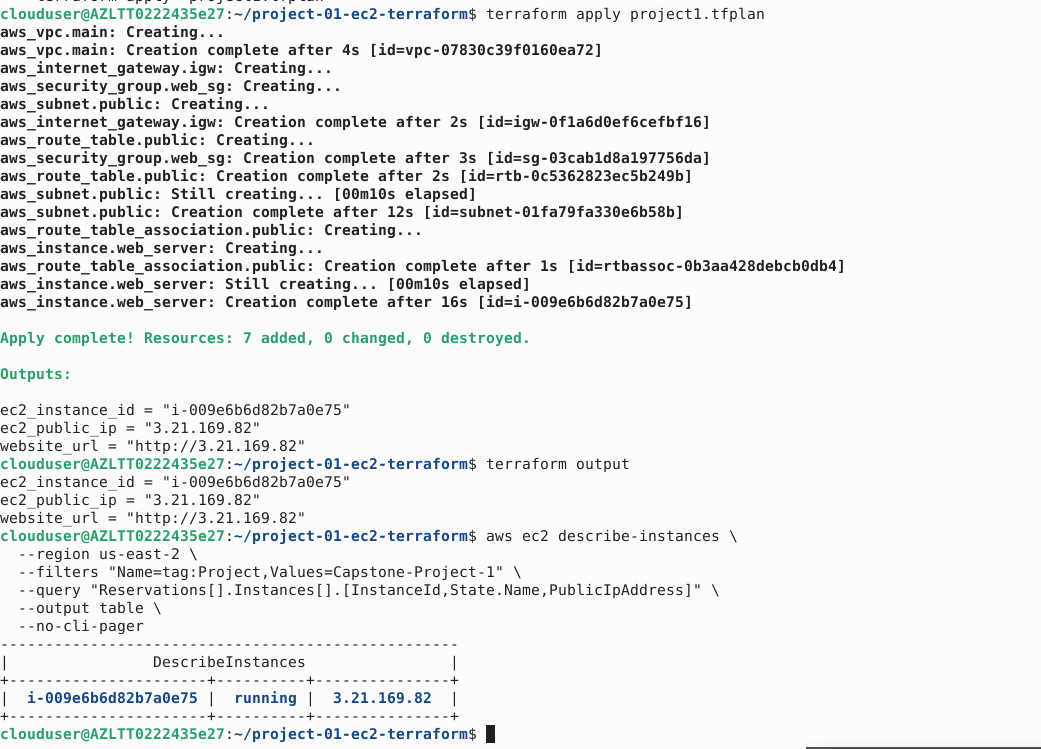 clouduser@AZLTT0222435e27:~/project-01-ec2-terraform$ terraform apply project1.tfplan
aws_vpc.main: Creating...
aws_vpc.main: Creation complete after 4s [id=vpc-07830c39f0160ea72]
aws_internet_gateway.igw: Creating...
aws_security_group.web_sg: Creating...
aws_subnet.public: Creating...
aws_internet_gateway.igw: Creation complete after 2s [id=igw-0f1a6d0ef6cefbf16]
aws_route_table.public: Creating...
aws_security_group.web_sg: Creation complete after 3s [id=sg-03cab1d8a197756da]
aws_route_table.public: Creation complete after 2s [id=rtb-0c5362823ec5b249b]
aws_subnet.public: Still creating... [00m10s elapsed]
aws_subnet.public: Creation complete after 12s [id=subnet-01fa79fa330e6b58b]
aws_route_table_association.public: Creating...
aws_instance.web_server: Creating...
aws_route_table_association.public: Creation complete after 1s [id=rtbassoc-0b3aa428debcb0db4]
aws_instance.web_server: Still creating... [00m10s elapsed]
aws_instance.web_server: Creation complete after 16s [id=i-009e6b6d82b7a0e75]
Apply complete! Resources: 7 added, 0 changed, 0 destroyed.
Outputs:
ec2_instance_id = "i-009e6b6d82b7a0e75"
ec2_public_ip = "3.21.169.82"
website_url = "http://3.21.169.82"
clouduser@AZLTT0222435e27:~/project-01-ec2-terraform$ terraform output
ec2_instance_id = "i-009e6b6d82b7a0e75"
ec2_public_ip = "3.21.169.82"
website_url = "http://3.21.169.82"
clouduser@AZLTT0222435e27:~/project-01-ec2-terraform$ aws ec2 describe-instances \
  --region us-east-2 \
  --filters "Name=tag:Project,Values=Capstone-Project-1" \
  --query "Reservations[].Instances[].[InstanceId,State.Name,PublicIpAddress]" \
  --output table \
  --no-cli-pager
---------------------------------------------------
|                DescribeInstances                |
+----------------------+----------+---------------+
|  i-009e6b6d82b7a0e75 |  running |  3.21.169.82  |
+----------------------+----------+---------------+
clouduser@AZLTT0222435e27:~/project-01-ec2-terraform$